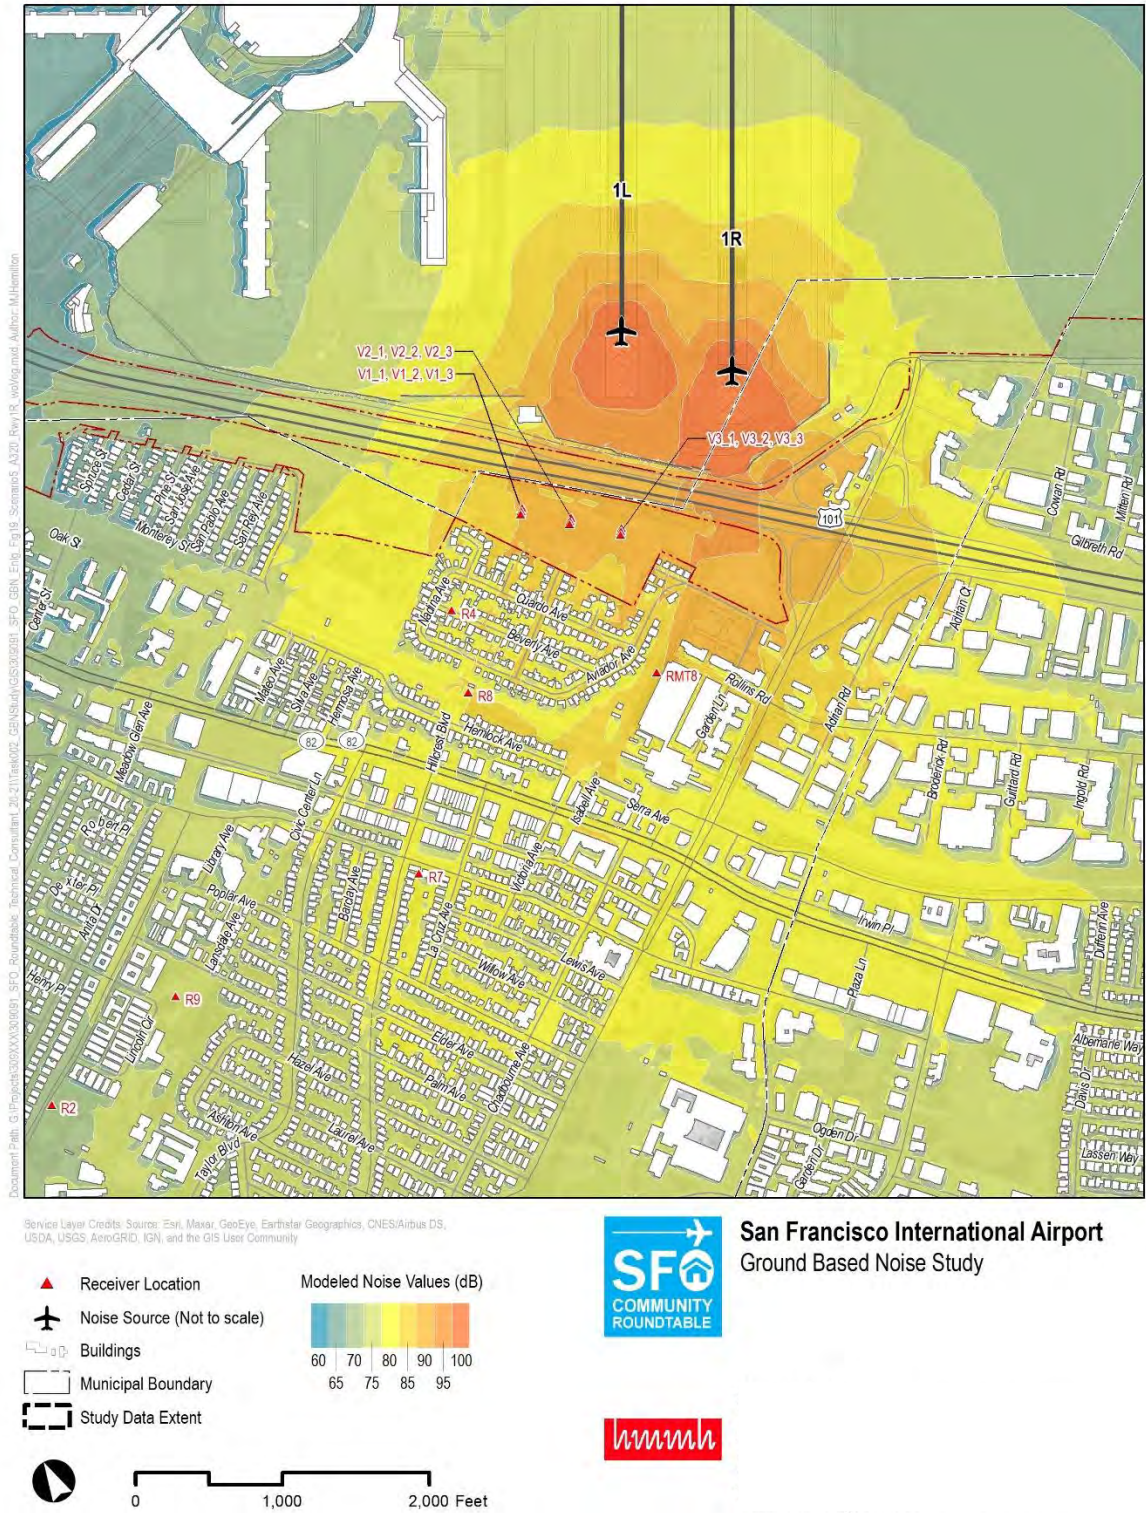 1L
1R
V2_1, V2_2, V2_3
V1_1, V1_2, V1_3
V3_1, V3_2, V3_3
101
Spruce St
Cedar St
Pine St
San Jose Ave
San Pablo Ave
San Rey Ave
Monterey St
Oak St
Center St
Cowan Rd
Mitten Rd
Gilbreth Rd
Adrian Ct
Nadina Ave
R4
Cuardo Ave
Beverly Ave
Aviador Ave
RMT8
Rollins Rd
Garden Ln
Adrian Rd
Mateo Ave
Silva Ave
Hermosa Ave
R8
Hillcrest Blvd
Hemlock Ave
82
82
Meadow Glen Ave
Broderick Rd
Guittard Rd
Ingold Rd
Isabell Ave
Serra Ave
Robert Pl
Civic Center Ln
Library Ave
Dexter Pl
Anita Dr
Poplar Ave
Barclay Ave
R7
Victoria Ave
La Cruz Ave
Lansdale Ave
Irwin Pl
Dufferin Ave
Willow Ave
Lewis Ave
Plaza Ln
Henry Pl
R9
Lincoln Cir
Elder Ave
Hazel Ave
Palm Ave
Chadbourne Ave
Albemarle Way
Davis Dr
R2
Ashton Ave
Laurel Ave
Taylor Blvd
Ogden Dr
Garden Dr
Lassen Way
Service Layer Credits: Source: Esri, Maxar, GeoEye, Earthstar Geographics, CNES/Airbus DS,
USDA, USGS, AeroGRID, IGN, and the GIS User Community
San Francisco International Airport
Ground Based Noise Study
SFO
COMMUNITY
ROUNDTABLE
Receiver Location
Noise Source (Not to scale)
Buildings
Municipal Boundary
Study Data Extent
Modeled Noise Values (dB)
60 70 80 90 100
65 75 85 95
hmmh
0 1,000 2,000 Feet